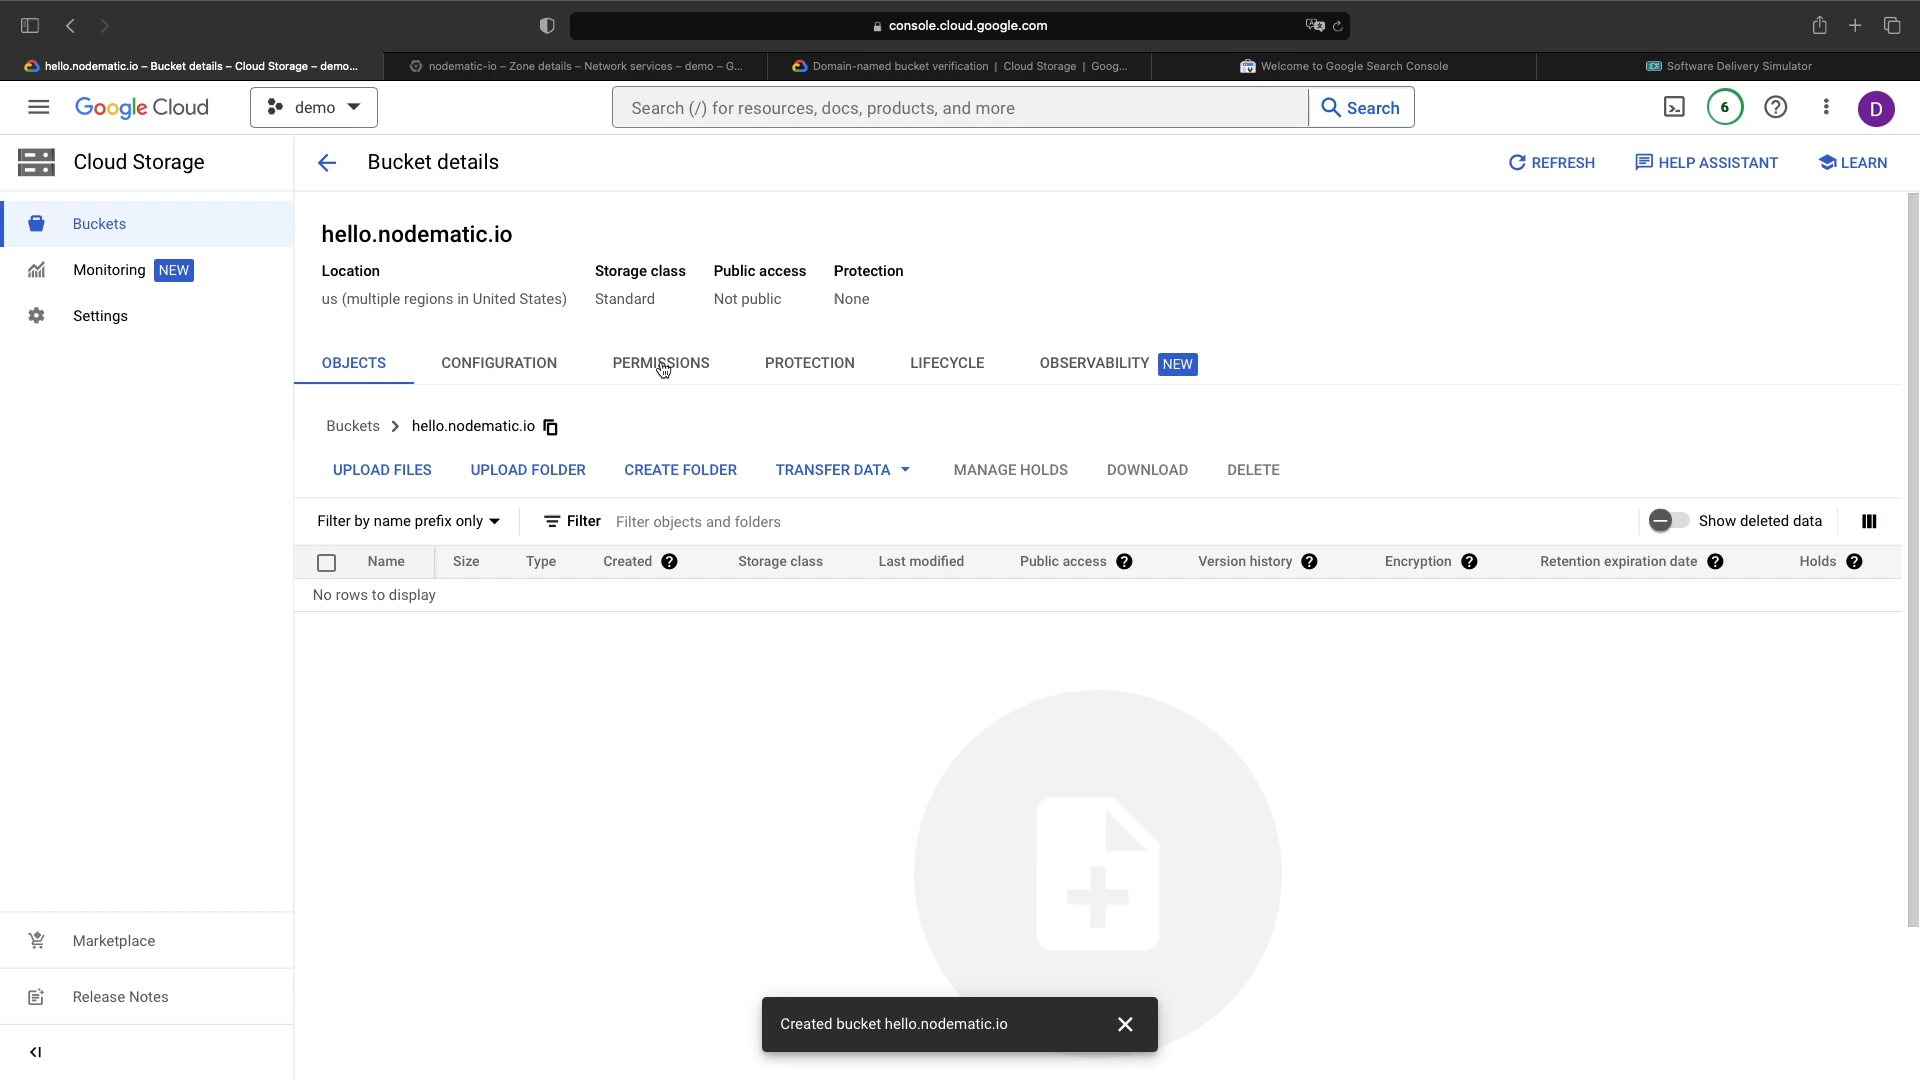 console.cloud.google.com
hello.nodematic.io – Bucket details – Cloud Storage – demo...
nodematic-io – Zone details – Network services – demo – G...
Domain-named bucket verification | Cloud Storage | Goog...
Welcome to Google Search Console
Software Delivery Simulator
Google Cloud
demo
Search (/) for resources, docs, products, and more
Search
6
D
Cloud Storage
Bucket details
REFRESH
HELP ASSISTANT
LEARN
Buckets
Monitoring NEW
Settings
hello.nodematic.io
Location Storage class Public access Protection
us (multiple regions in United States) Standard Not public None
OBJECTS CONFIGURATION PERMISSIONS PROTECTION LIFECYCLE OBSERVABILITY NEW
Buckets > hello.nodematic.io
UPLOAD FILES UPLOAD FOLDER CREATE FOLDER TRANSFER DATA MANAGE HOLDS DOWNLOAD DELETE
Filter by name prefix only Filter Filter objects and folders Show deleted data
Name Size Type Created Storage class Last modified Public access Version history Encryption Retention expiration date Holds
No rows to display
Marketplace
Release Notes
Created bucket hello.nodematic.io